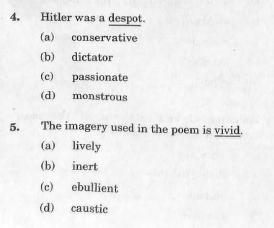 4. Hitler was a despot.
(a) conservative
(b) dictator
(c) passionate
(d) monstrous
5. The imagery used in the poem is vivid.
(a) lively
(b) inert
(c) ebullient
(d) caustic